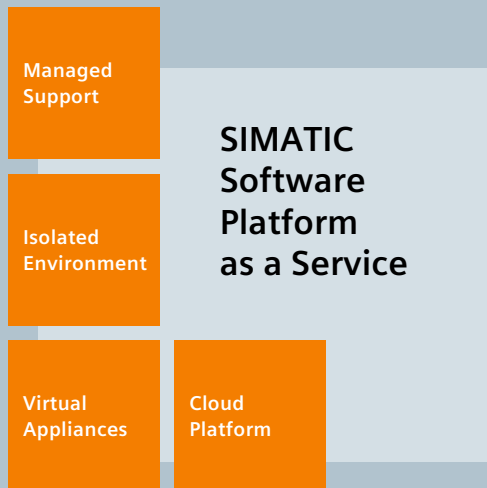 Managed
Support
SIMATIC
Software
Platform
as a Service
Isolated
Environment
Virtual
Appliances
Cloud
Platform